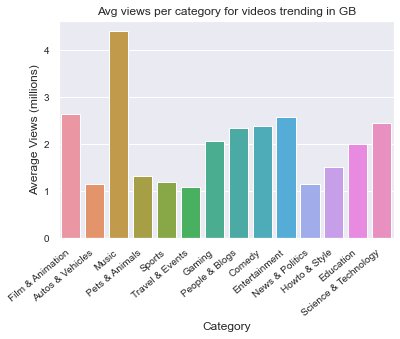 Avg views per category for videos trending in GB
Average Views (millions)
4
3
2
1
0
Film & Animation
Autos & Vehicles
Music
Pets & Animals
Sports
Travel & Events
Gaming
People & Blogs
Comedy
Entertainment
News & Politics
Howto & Style
Education
Science & Technology
Category